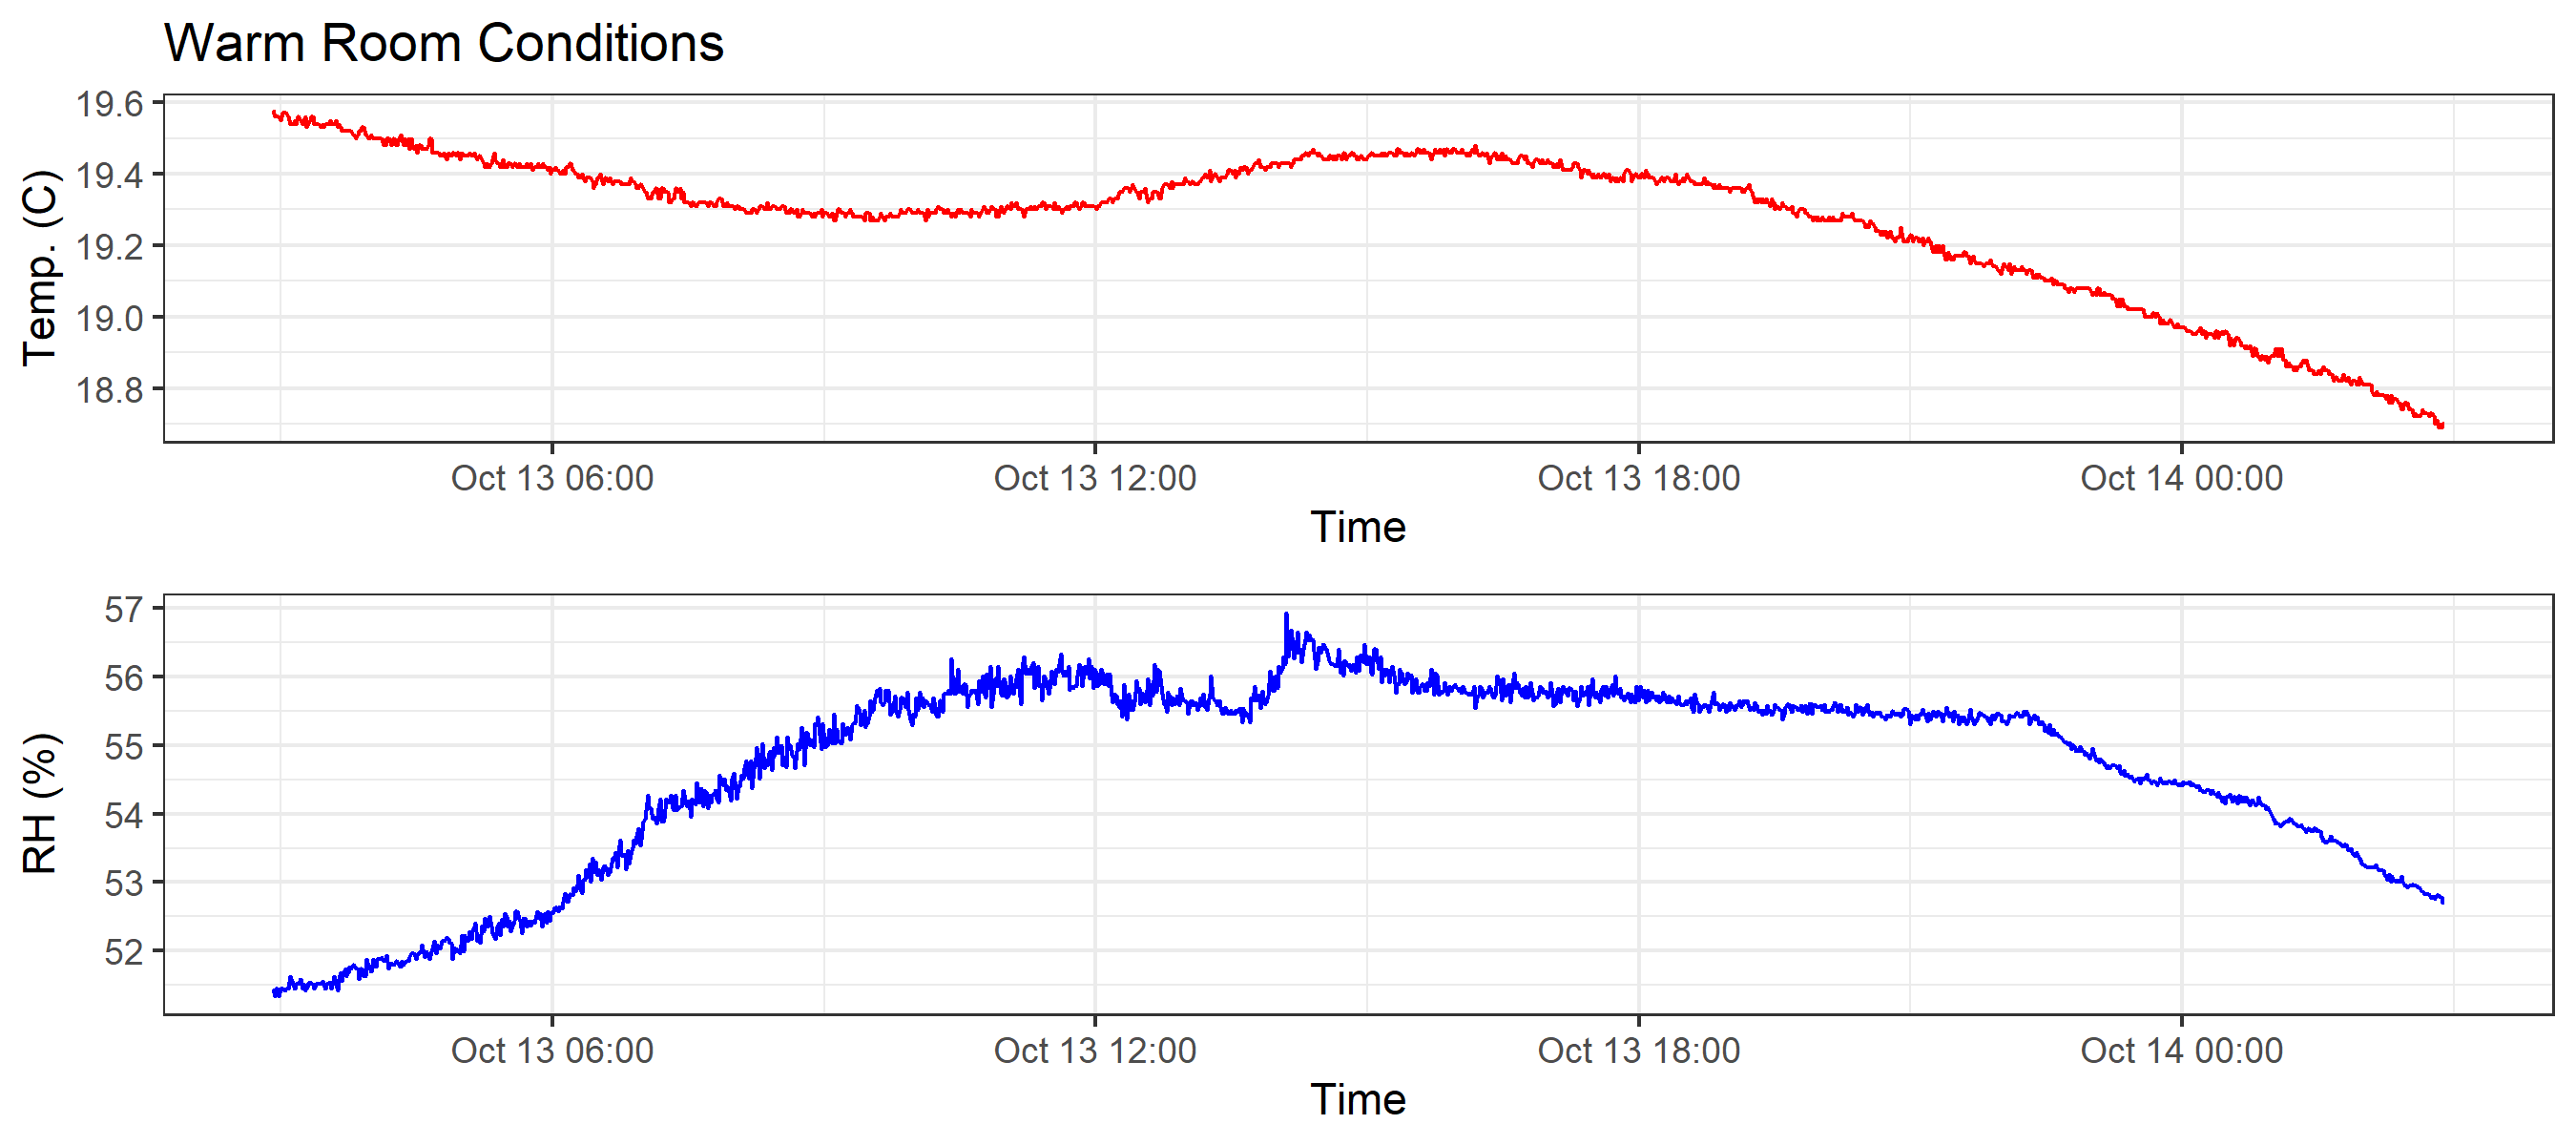 Warm Room Conditions
19.6
19.4
19.2
19.0
18.8
Temp. (C)
Oct 13 06:00 Oct 13 12:00 Oct 13 18:00 Oct 14 00:00
Time
57
56
55
54
53
52
RH (%)
Oct 13 06:00 Oct 13 12:00 Oct 13 18:00 Oct 14 00:00
Time